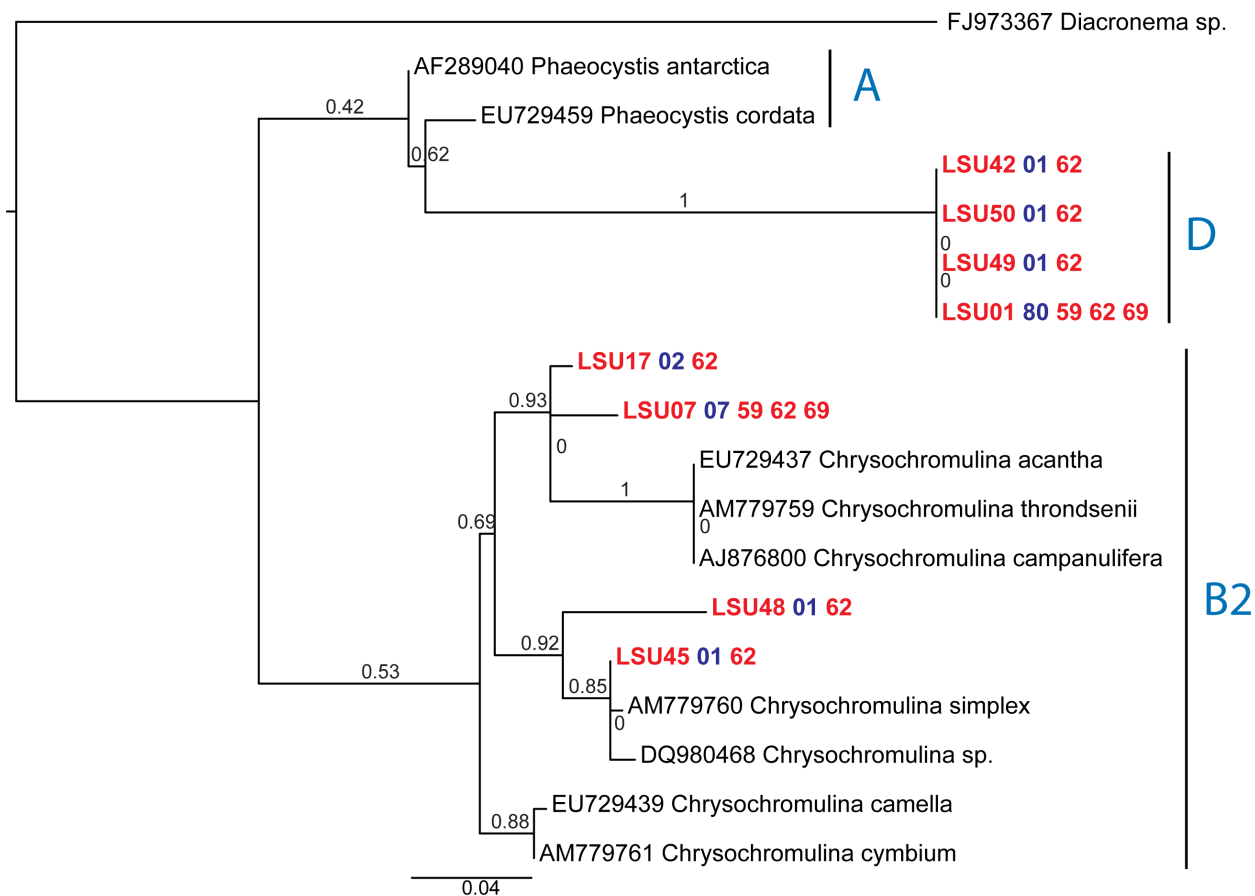 FJ973367 Diacronema sp.
AF289040 Phaeocystis antarctica
A
0.42
EU729459 Phaeocystis cordata
0.62
LSU42 01 62
1
LSU50 01 62
D
0
LSU49 01 62
0
LSU01 80 59 62 69
LSU17 02 62
0.93
LSU07 07 59 62 69
0
EU729437 Chrysochromulina acantha
1
AM779759 Chrysochromulina throndsenii
0.69
0
AJ876800 Chrysochromulina campanulifera
B2
LSU48 01 62
0.92
LSU45 01 62
0.53
0.85
AM779760 Chrysochromulina simplex
0
DQ980468 Chrysochromulina sp.
EU729439 Chrysochromulina camella
0.88
AM779761 Chrysochromulina cymbium
0.04